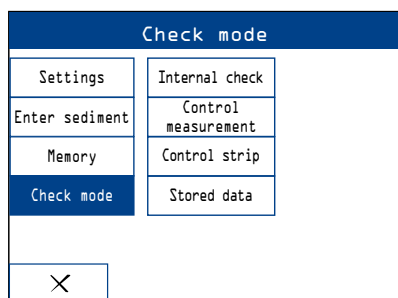 Check mode
Settings
Enter sediment
Memory
Check mode
Internal check
Control
measurement
Control strip
Stored data